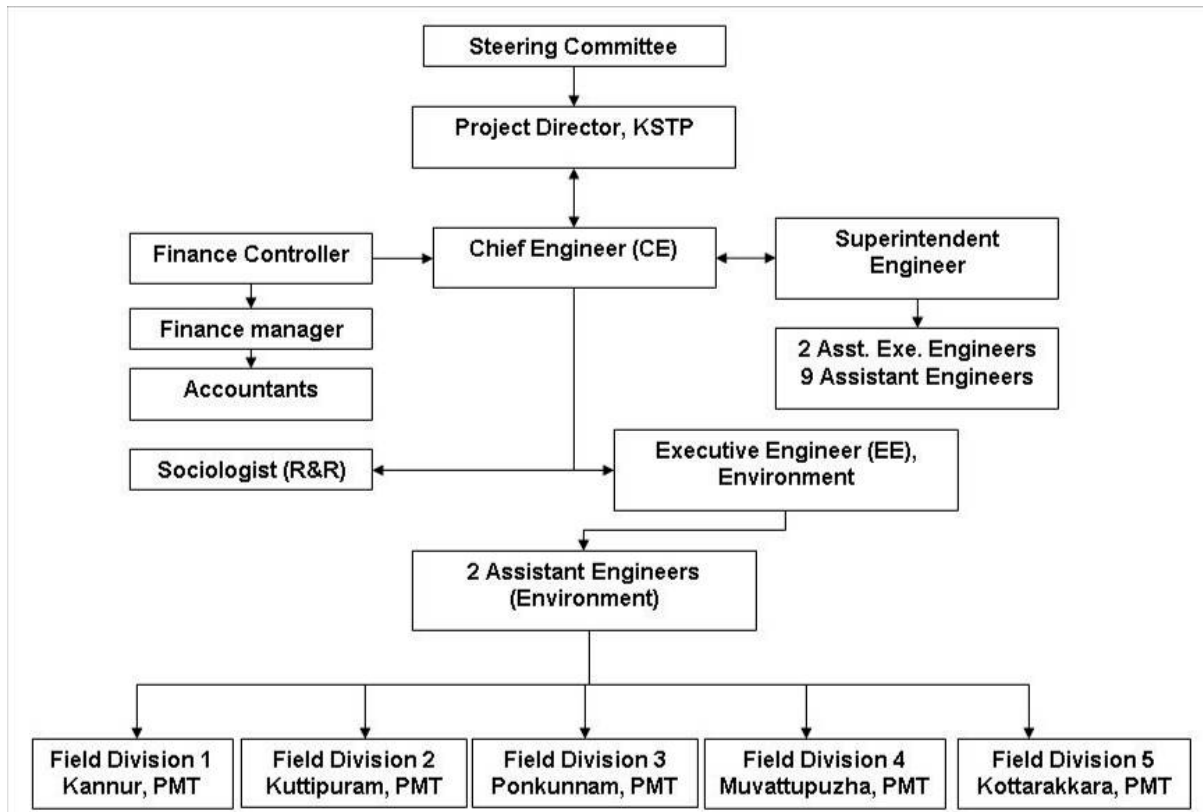 Steering Committee
Project Director, KSTP
Finance Controller
Chief Engineer (CE)
Superintendent
Engineer
Finance manager
2 Asst. Exe. Engineers
9 Assistant Engineers
Accountants
Sociologist (R&R)
Executive Engineer (EE),
Environment
2 Assistant Engineers
(Environment)
Field Division 1
Kannur, PMT
Field Division 2
Kuttipuram, PMT
Field Division 3
Ponkunnam, PMT
Field Division 4
Muvattupuzha, PMT
Field Division 5
Kottarakkara, PMT